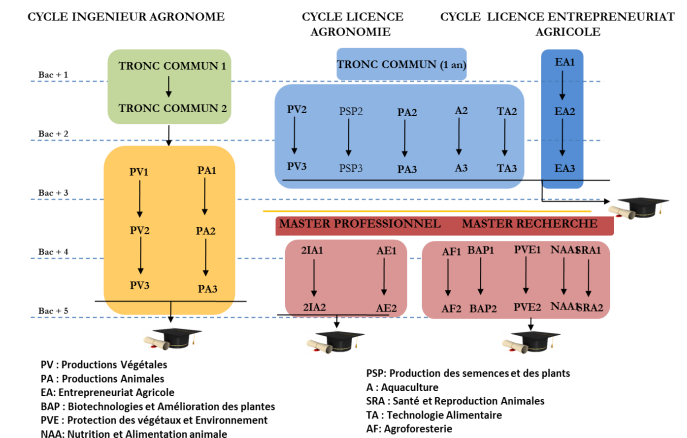 CYCLE INGENIEUR AGRONOME
CYCLE LICENCE
AGRONOMIE
CYCLE LICENCE ENTREPRENEURIAT
AGRICOLE
TRONC COMMUN 1
TRONC COMMUN (1 an)
EA1
Bac + 1
TRONC COMMUN 2
PV2 PSP2 PA2 A2 TA2 EA2
Bac + 2
PV1 PA1
PV3 PSP3 PA3 A3 TA3 EA3
Bac + 3
MASTER PROFESSIONNEL MASTER RECHERCHE
PV2 PA2
Bac + 4
2IA1 AE1 AF1 BAP1 PVE1 NAA1 SRA1
PV3 PA3
2IA2 AE2 AF2 BAP2 PVE2 NAA1 SRA2
Bac + 5
PV : Productions Végétales
PA : Productions Animales
EA: Entrepreneuriat Agricole
BAP : Biotechnologies et Amélioration des plantes
PVE : Protection des végétaux et Environnement
NAA: Nutrition et Alimentation animale
PSP: Production des semences et des plants
A : Aquaculture
SRA : Santé et Reproduction Animales
TA : Technologie Alimentaire
AF: Agroforesterie